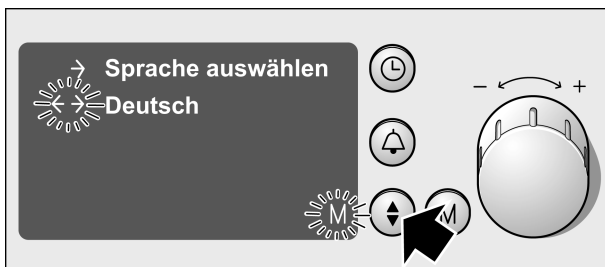 → Sprache auswählen
← → Deutsch
M
M
- +